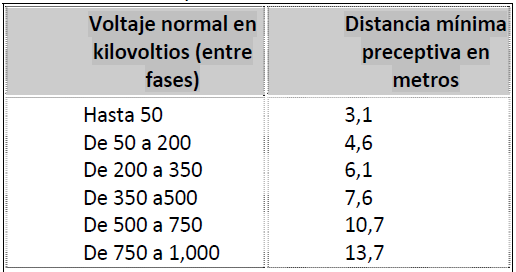 Voltaje normal en Distancia mínima
kilovoltios (entre preceptiva en
fases) metros
Hasta 50 3,1
De 50 a 200 4,6
De 200 a 350 6,1
De 350 a500 7,6
De 500 a 750 10,7
De 750 a 1,000 13,7